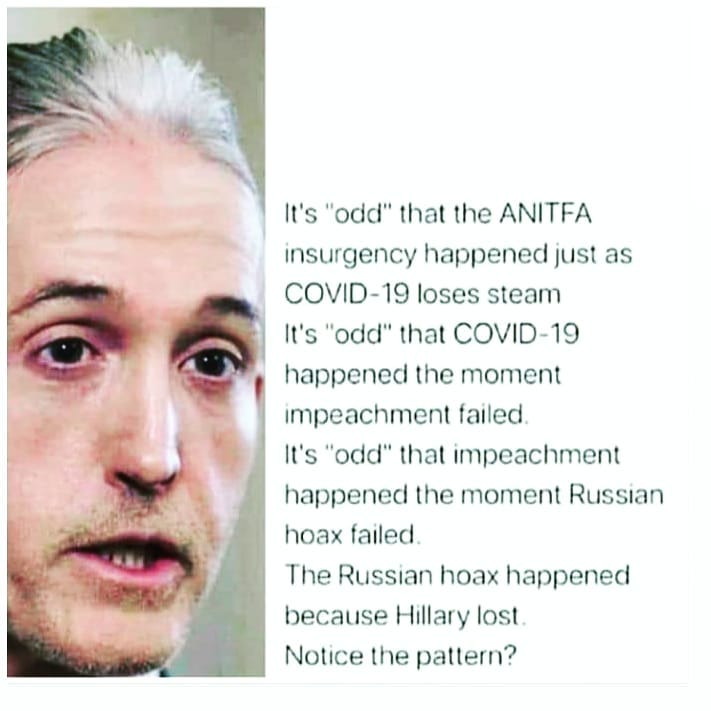 It's "odd" that the ANITFA
insurgency happened just as
COVID-19 loses steam
It's "odd" that COVID-19
happened the moment
impeachment failed.
It's "odd" that impeachment
happened the moment Russian
hoax failed.
The Russian hoax happened
because Hillary lost.
Notice the pattern?